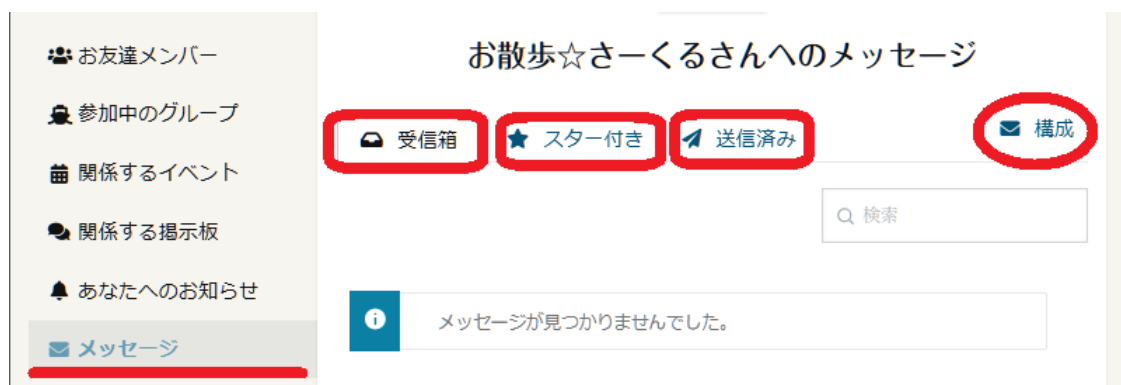 お友達メンバー
参加中のグループ
関係するイベント
関係する掲示板
あなたへのお知らせ
メッセージ
お散歩☆さーくるさんへのメッセージ
受信箱 スター付き 送信済み 構成
検索
メッセージが見つかりませんでした。